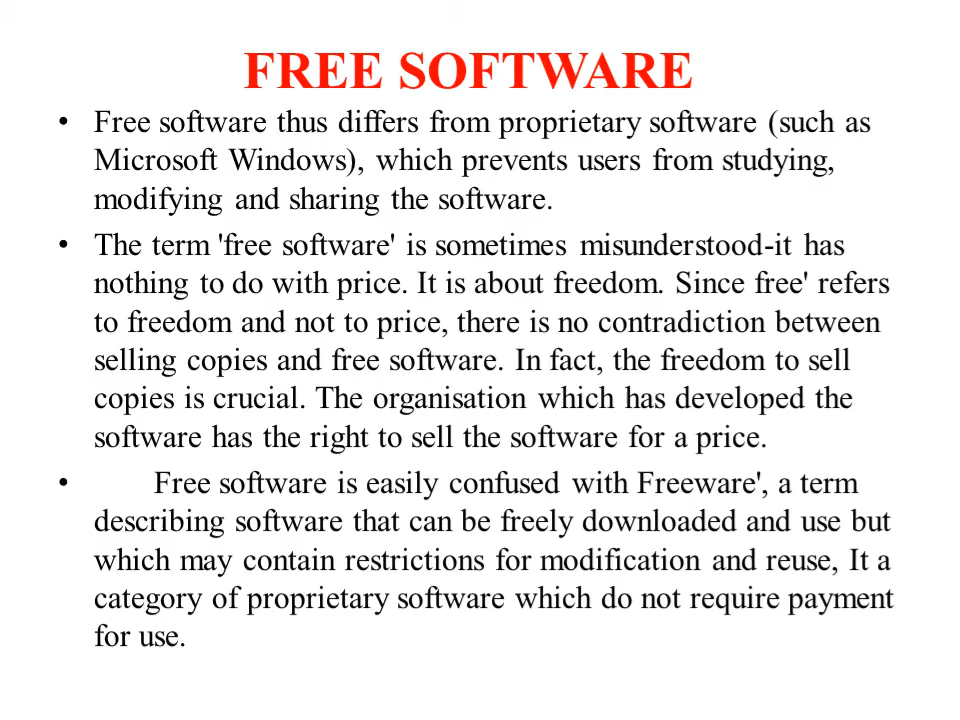 FREE SOFTWARE
• Free software thus differs from proprietary software (such as
Microsoft Windows), which prevents users from studying,
modifying and sharing the software.
• The term 'free software' is sometimes misunderstood-it has
nothing to do with price. It is about freedom. Since free' refers
to freedom and not to price, there is no contradiction between
selling copies and free software. In fact, the freedom to sell
copies is crucial. The organisation which has developed the
software has the right to sell the software for a price.
• Free software is easily confused with Freeware', a term
describing software that can be freely downloaded and use but
which may contain restrictions for modification and reuse, It a
category of proprietary software which do not require payment
for use.